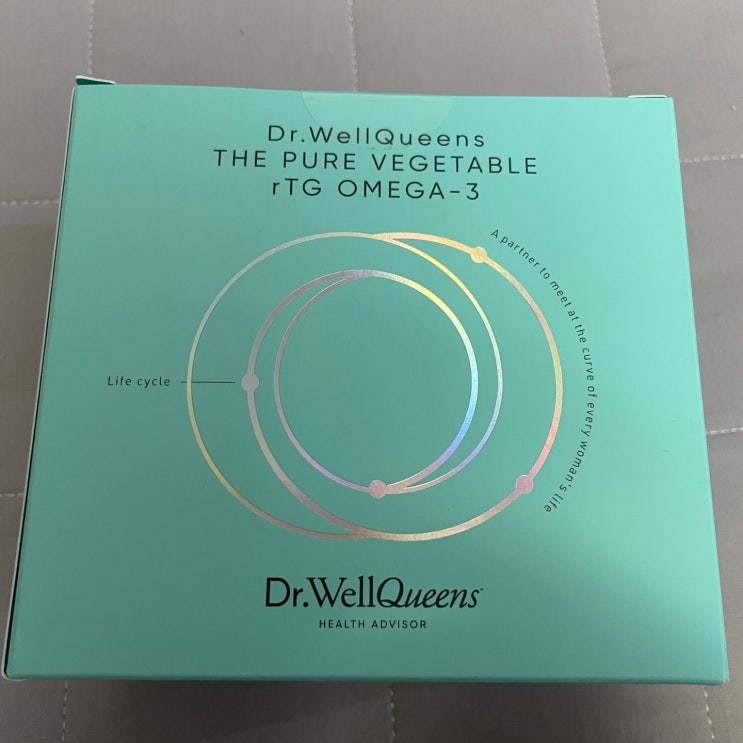 Dr.WellQueens
THE PURE VEGETABLE
rTG OMEGA-3
A partner to meet at the curve of every woman's life
Life cycle
Dr.WellQueens
HEALTH ADVISOR